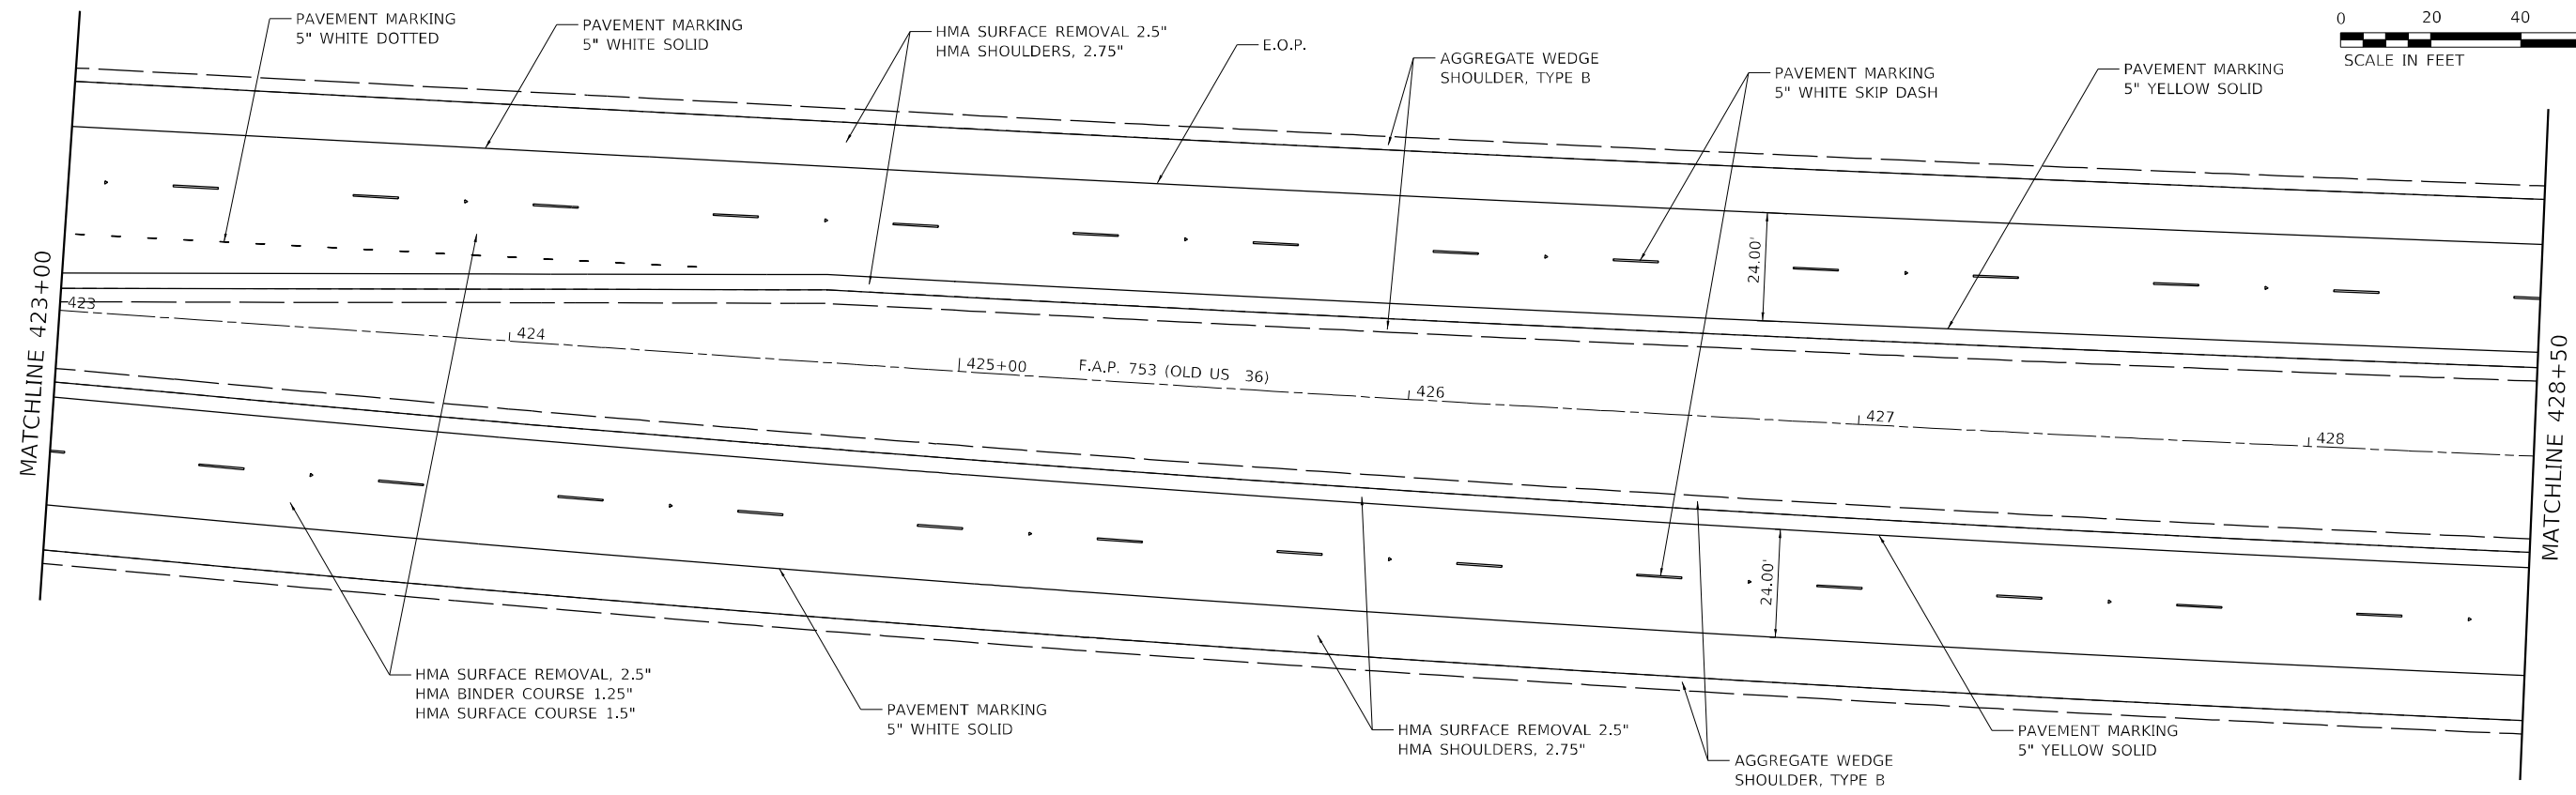 PAVEMENT MARKING
5" WHITE DOTTED
PAVEMENT MARKING
5" WHITE SOLID
HMA SURFACE REMOVAL 2.5"
HMA SHOULDERS, 2.75"
E.O.P.
AGGREGATE WEDGE
SHOULDER, TYPE B
PAVEMENT MARKING
5" WHITE SKIP DASH
PAVEMENT MARKING
5" YELLOW SOLID
0 20 40
SCALE IN FEET
MATCHLINE 423+00
24.00'
423
424
425+00
F.A.P. 753 (OLD US 36)
426
427
428
MATCHLINE 428+50
24.00'
HMA SURFACE REMOVAL, 2.5"
HMA BINDER COURSE 1.25"
HMA SURFACE COURSE 1.5"
PAVEMENT MARKING
5" WHITE SOLID
HMA SURFACE REMOVAL 2.5"
HMA SHOULDERS, 2.75"
AGGREGATE WEDGE
SHOULDER, TYPE B
PAVEMENT MARKING
5" YELLOW SOLID